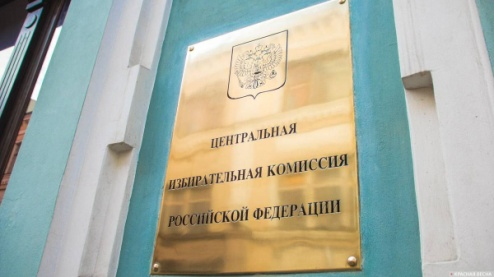 ЦЕНТРАЛЬНАЯ
ИЗБИРАТЕЛЬНАЯ КОМИССИЯ
РОССИЙСКОЙ ФЕДЕРАЦИИ